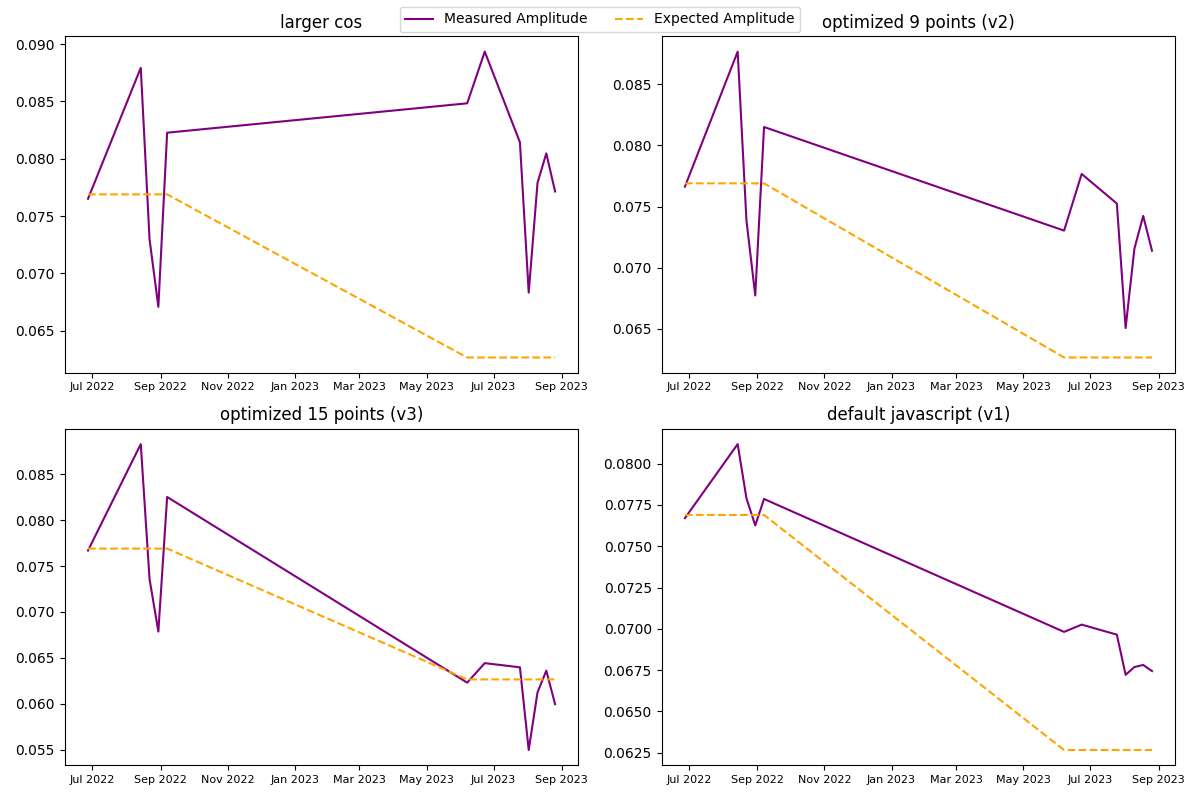 larger cos
Measured Amplitude
Expected Amplitude
optimized 9 points (v2)
0.090
0.085
0.080
0.075
0.070
0.065
Jul 2022 Sep 2022 Nov 2022 Jan 2023 Mar 2023 May 2023 Jul 2023 Sep 2023
0.085
0.080
0.075
0.070
0.065
Jul 2022 Sep 2022 Nov 2022 Jan 2023 Mar 2023 May 2023 Jul 2023 Sep 2023
optimized 15 points (v3)
0.085
0.080
0.075
0.070
0.065
0.060
0.055
Jul 2022 Sep 2022 Nov 2022 Jan 2023 Mar 2023 May 2023 Jul 2023 Sep 2023
default javascript (v1)
0.0800
0.0775
0.0750
0.0725
0.0700
0.0675
0.0650
0.0625
Jul 2022 Sep 2022 Nov 2022 Jan 2023 Mar 2023 May 2023 Jul 2023 Sep 2023